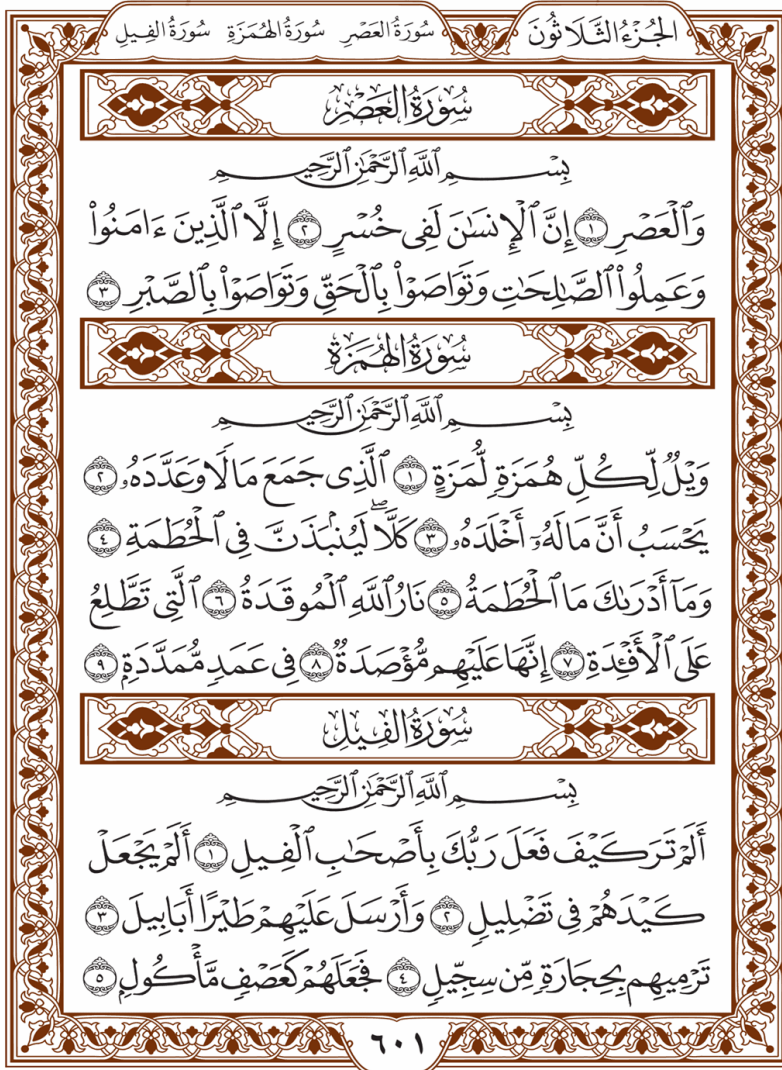 الجُزْءُ الثَّلَاثُونَ سُورَةُ العَصْرِ سُورَةُ الهُمَزَةِ سُورَةُ الفِيلِ
سُورَةُ العَصْرِ
بِسْمِ ٱللَّهِ ٱلرَّحْمَٰنِ ٱلرَّحِيمِ
وَٱلْعَصْرِ ١ إِنَّ ٱلْإِنسَٰنَ لَفِى خُسْرٍ ٢ إِلَّا ٱلَّذِينَ ءَامَنُوا۟
وَعَمِلُوا۟ ٱلصَّٰلِحَٰتِ وَتَوَاصَوْا۟ بِٱلْحَقِّ وَتَوَاصَوْا۟ بِٱلصَّبْرِ ٣
سُورَةُ الهُمَزَةِ
بِسْمِ ٱللَّهِ ٱلرَّحْمَٰنِ ٱلرَّحِيمِ
وَيْلٌ لِّكُلِّ هُمَزَةٍ لُّمَزَةٍ ١ ٱلَّذِى جَمَعَ مَالًا وَعَدَّدَهُۥ ٢
يَحْسَبُ أَنَّ مَالَهُۥٓ أَخْلَدَهُۥ ٣ كَلَّا ۖ لَيُنۢبَذَنَّ فِى ٱلْحُطَمَةِ ٤
وَمَآ أَدْرَىٰكَ مَا ٱلْحُطَمَةُ ٥ نَارُ ٱللَّهِ ٱلْمُوقَدَةُ ٦ ٱلَّتِى تَطَّلِعُ
عَلَى ٱلْأَفْـِٔدَةِ ٧ إِنَّهَا عَلَيْهِم مُّؤْصَدَةٌ ٨ فِى عَمَدٍ مُّمَدَّدَةٍۭ ٩
سُورَةُ الفِيلِ
بِسْمِ ٱللَّهِ ٱلرَّحْمَٰنِ ٱلرَّحِيمِ
أَلَمْ تَرَ كَيْفَ فَعَلَ رَبُّكَ بِأَصْحَٰبِ ٱلْفِيلِ ١ أَلَمْ يَجْعَلْ
كَيْدَهُمْ فِى تَضْلِيلٍ ٢ وَأَرْسَلَ عَلَيْهِمْ طَيْرًا أَبَابِيلَ ٣
تَرْمِيهِم بِحِجَارَةٍ مِّن سِجِّيلٍ ٤ فَجَعَلَهُمْ كَعَصْفٍ مَّأْكُولٍۭ ٥
٦٠١